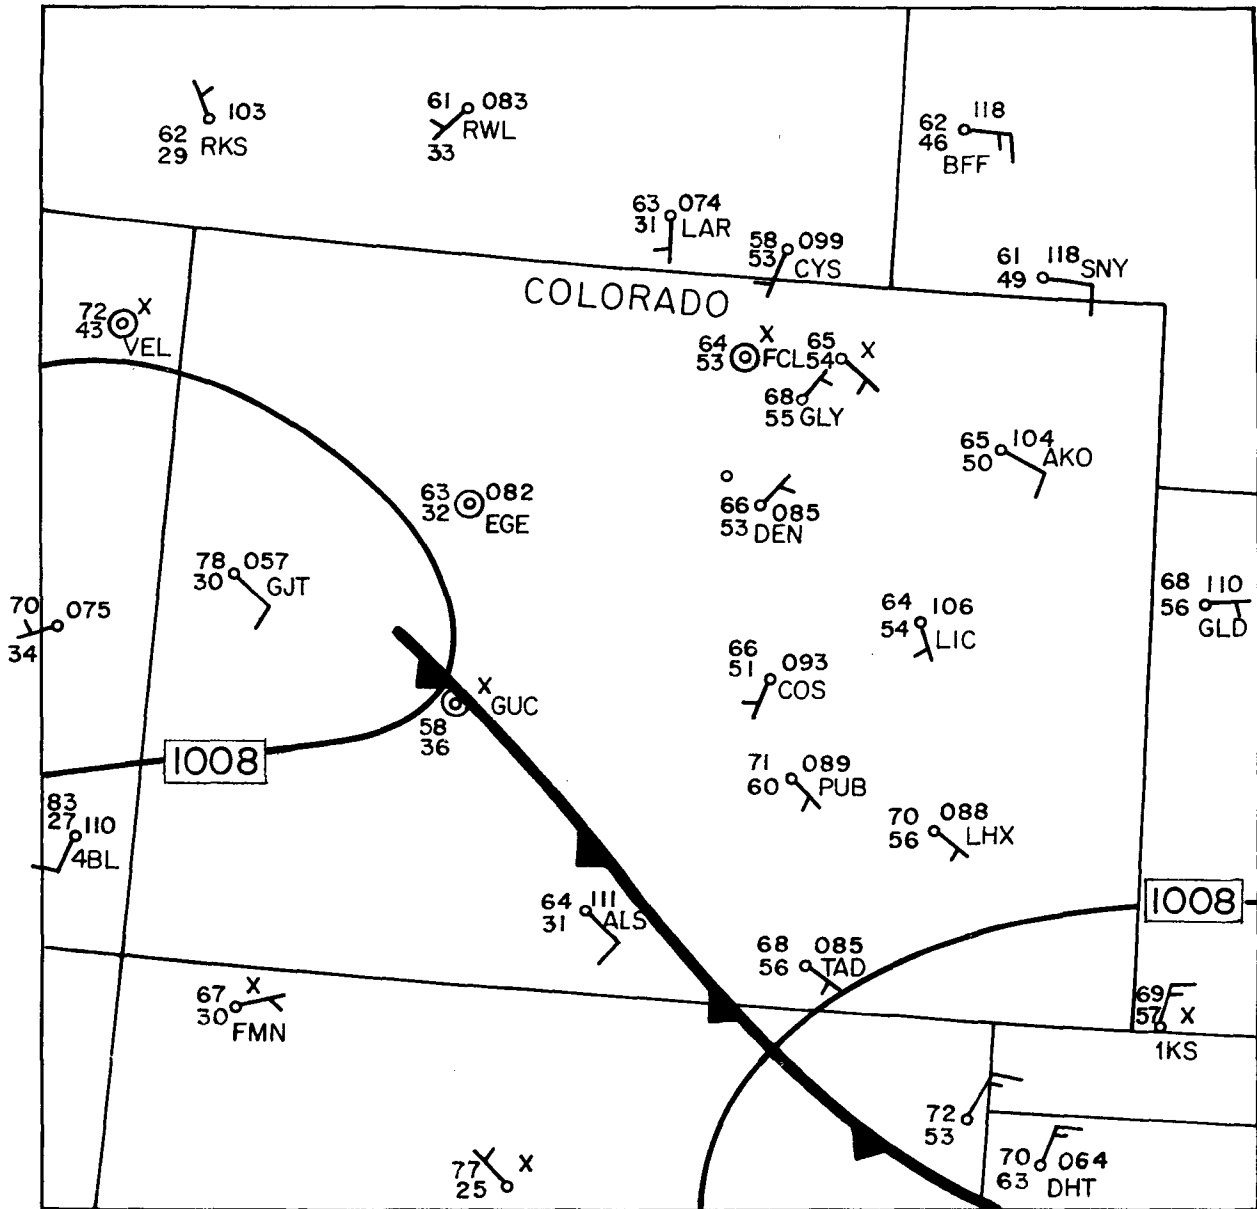 103
62
29 RKS
61 083
RWL
33
62 118
46
BFF
63 074
31 LAR
58 099
53 CYS
61 118 SNY
49
COLORADO
72 X
43
VEL
64 X
53 FCL
65 X
54
68
55 GLY
65 104 AKO
50
63 082
32 EGE
66 085
53 DEN
78 057
30 GJT
70 075
34
64 106
54 LIC
68 110
56 GLD
66 093
51 COS
X GUC
58
36
1008
71 089
60 PUB
70 088
56 LHX
83
27 110
4BL
64 111
31 ALS
1008
68 085
56 TAD
67 X
30
FMN
69
57 X
1KS
72
53
70 064
63 DHT
77 X
25